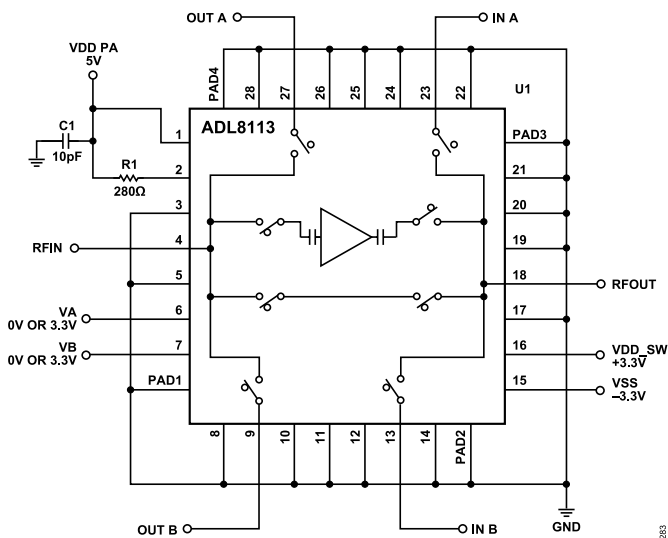 OUT A
IN A
VDD PA
5V
PAD4
28
27
26
25
24
23
22
U1
ADL8113
C1
10pF
1
PAD3
R1
280Ω
2
21
3
20
RFIN
4
19
5
18
RFOUT
VA
0V OR 3.3V
6
17
VB
0V OR 3.3V
7
16
VDD_SW
+3.3V
PAD1
15
VSS
–3.3V
8
9
10
11
12
13
14
PAD2
OUT B
IN B
GND
283